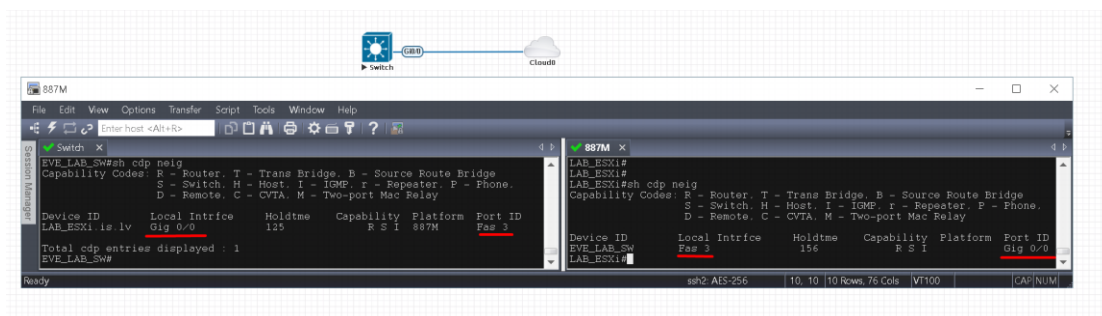 Gi0/0
Switch
Cloud0
887M
File Edit View Options Transfer Script Tools Window Help
Enter host <Alt+R>
Session Manager
Switch
EVE_LAB_SW#sh cdp neig
Capability Codes: R - Router, T - Trans Bridge, B - Source Route Bridge
S - Switch, H - Host, I - IGMP, r - Repeater, P - Phone,
D - Remote, C - CVTA, M - Two-port Mac Relay
Device ID Local Intrfce Holdtme Capability Platform Port ID
LAB_ESXi.is.lv Gig 0/0 125 R S I 887M Fas 3
Total cdp entries displayed : 1
EVE_LAB_SW#
887M
LAB_ESXi#
LAB_ESXi#
LAB_ESXi#sh cdp neig
Capability Codes: R - Router, T - Trans Bridge, B - Source Route Bridge
S - Switch, H - Host, I - IGMP, r - Repeater, P - Phone,
D - Remote, C - CVTA, M - Two-port Mac Relay
Device ID Local Intrfce Holdtme Capability Platform Port ID
EVE_LAB_SW Fas 3 156 R S I Gig 0/0
LAB_ESXi#
Ready ssh2: AES-256 10, 10 10 Rows, 76 Cols VT100 CAP NUM